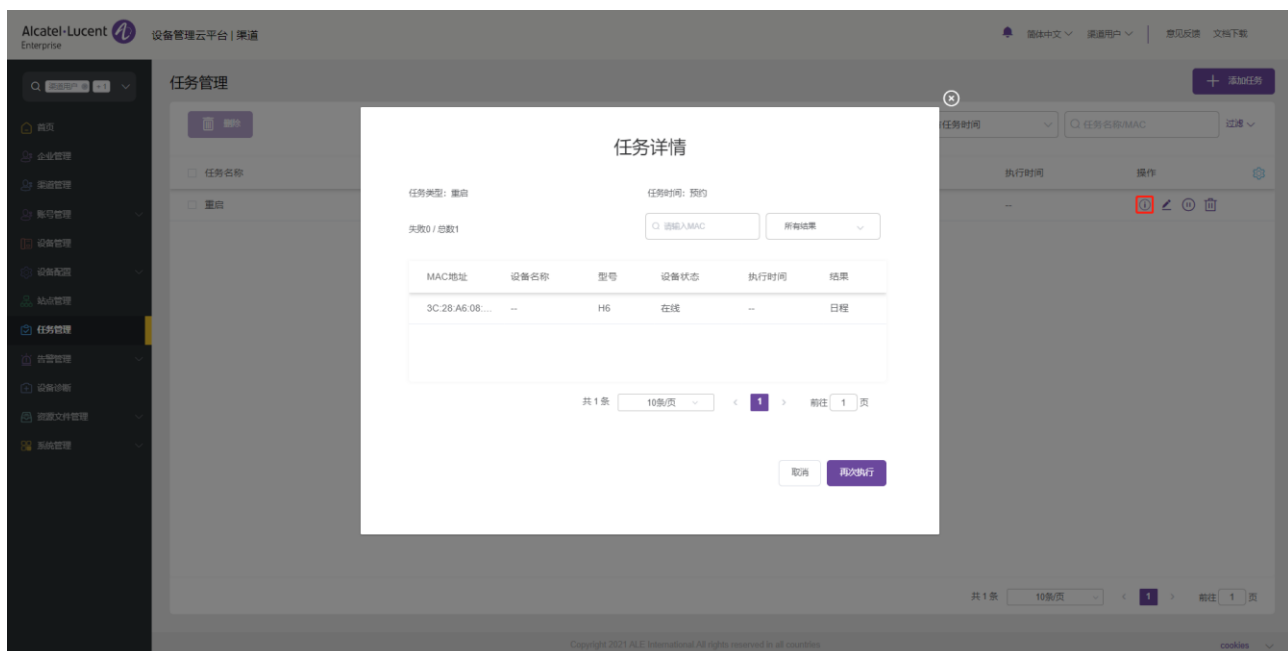 Alcatel-Lucent
Enterprise
设备管理云平台 | 渠道
简体中文
渠道用户
意见反馈
文档下载
渠道用户
+ 1
任务管理
添加任务
首页
企业管理
渠道管理
账号管理
设备管理
设备配置
站点管理
任务管理
告警管理
设备诊断
资源文件管理
系统管理
删除
任务时间
任务名称/MAC
过滤
任务名称
执行时间
操作
重启
--
任务详情
任务类型：重启
任务时间：预约
失败0 / 总数1
请输入MAC
所有结果
MAC地址 设备名称 型号 设备状态 执行时间 结果
3C:28:A6:08:... -- H6 在线 -- 日程
共 1 条 10条/页 < 1 > 前往 1 页
取消
再次执行
共 1 条 10条/页 < 1 > 前往 1 页
Copyright 2021 ALE International All rights reserved in all countries
cookies